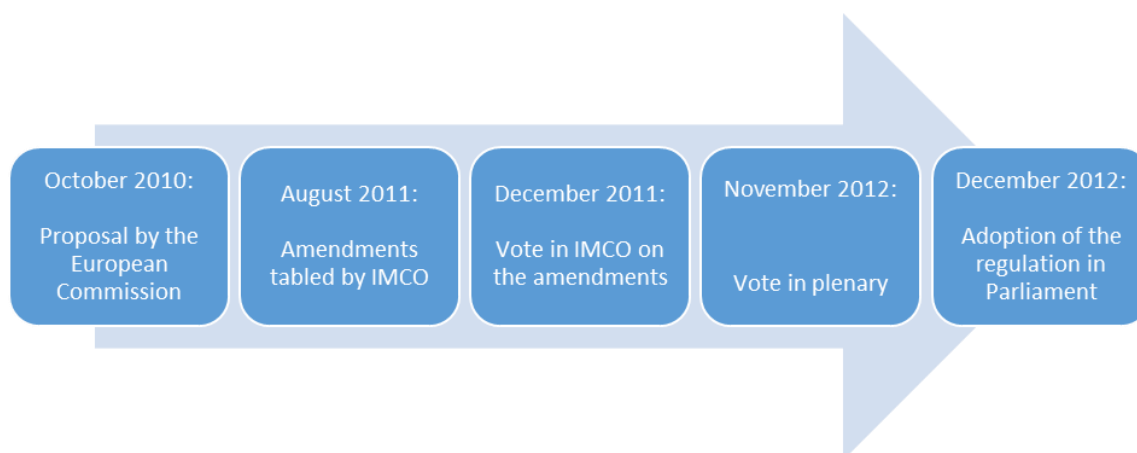 October 2010:
Proposal by the
European
Commission
August 2011:
Amendments
tabled by IMCO
December 2011:
Vote in IMCO on
the amendments
November 2012:
Vote in plenary
December 2012:
Adoption of the
regulation in
Parliament